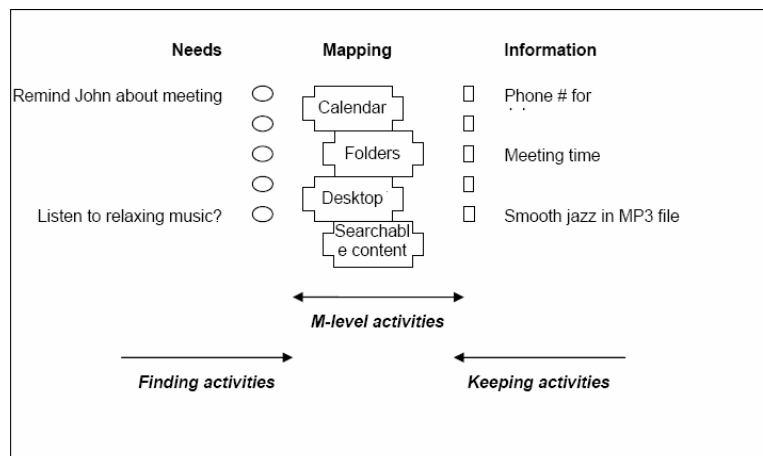 Needs Mapping Information
Remind John about meeting Calendar Phone # for
Folders Meeting time
Listen to relaxing music? Desktop Smooth jazz in MP3 file
Searchabl
e content
M-level activities
Finding activities Keeping activities